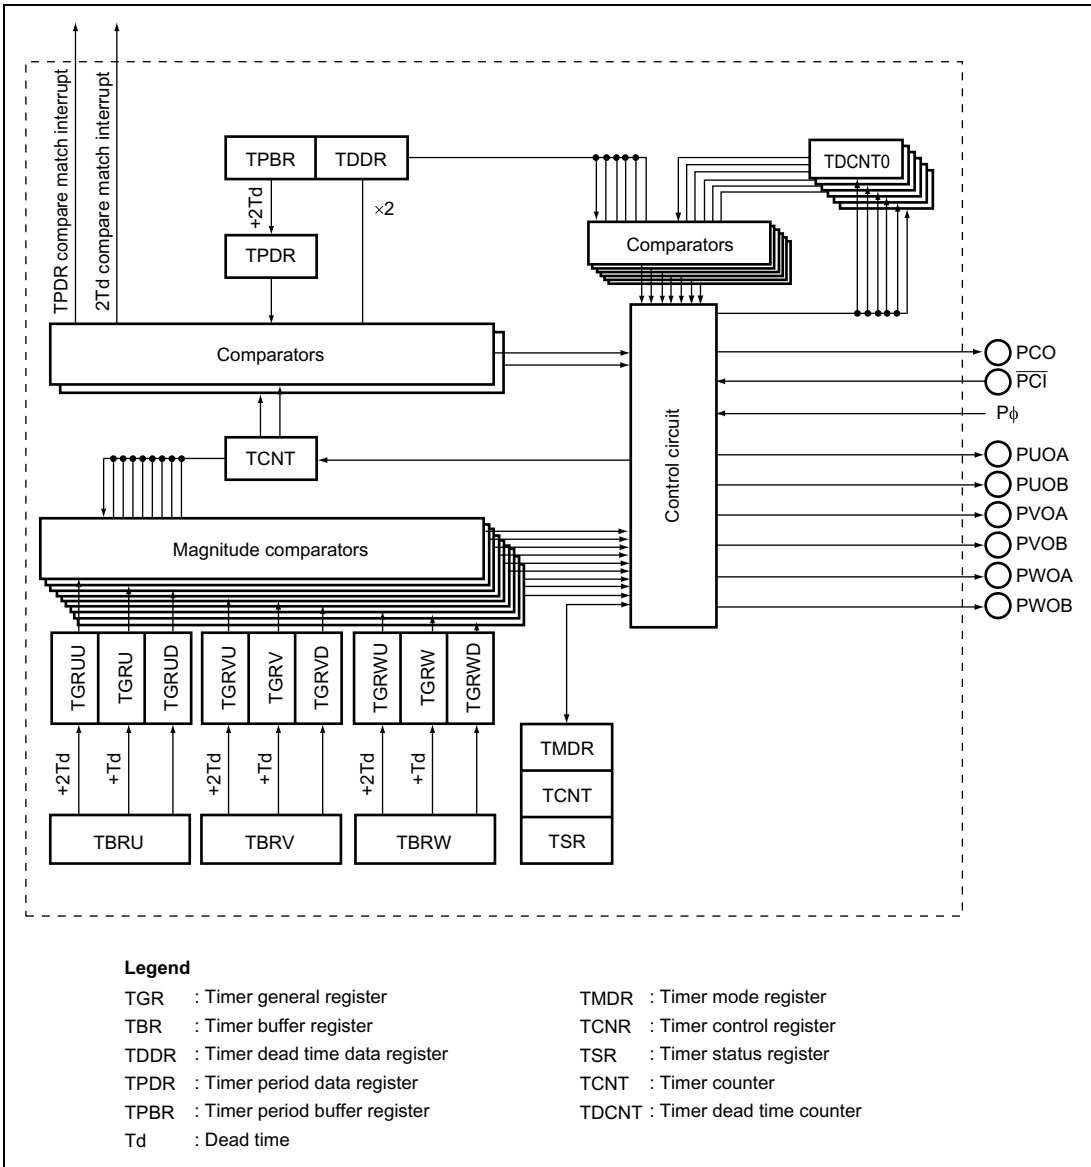 TPDR compare match interrupt
2Td compare match interrupt
TPBR
TDDR
TDCNT0
+2Td
×2
TPDR
Comparators
Comparators
Control circuit
PCO
PCI
Pϕ
TCNT
PUOA
PUOB
PVOA
PVOB
PWOA
PWOB
Magnitude comparators
TGRUU
TGRU
TGRUD
TGRVU
TGRV
TGRVD
TGRWU
TGRW
TGRWD
+2Td
+Td
+2Td
+Td
+2Td
+Td
TMDR
TCNT
TSR
TBRU
TBRV
TBRW
Legend
TGR : Timer general register
TBR : Timer buffer register
TDDR : Timer dead time data register
TPDR : Timer period data register
TPBR : Timer period buffer register
Td : Dead time
TMDR : Timer mode register
TCNR : Timer control register
TSR : Timer status register
TCNT : Timer counter
TDCNT : Timer dead time counter